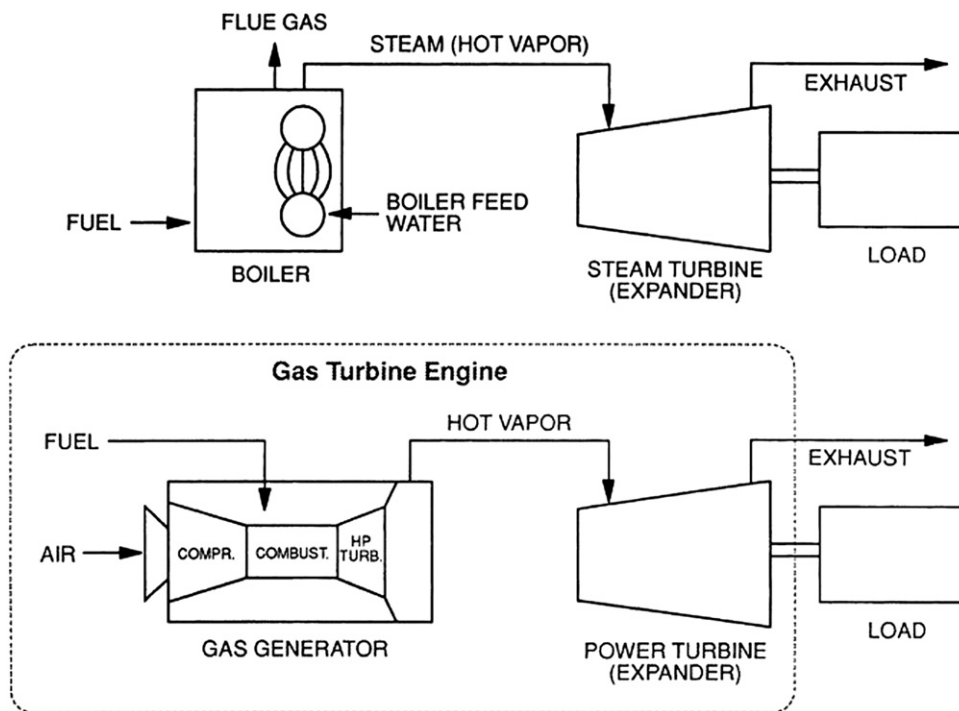 FLUE GAS
STEAM (HOT VAPOR)
EXHAUST
FUEL
BOILER FEED
WATER
BOILER
STEAM TURBINE
(EXPANDER)
LOAD
Gas Turbine Engine
FUEL
HOT VAPOR
EXHAUST
AIR
COMPR.
COMBUST.
HP
TURB.
GAS GENERATOR
POWER TURBINE
(EXPANDER)
LOAD